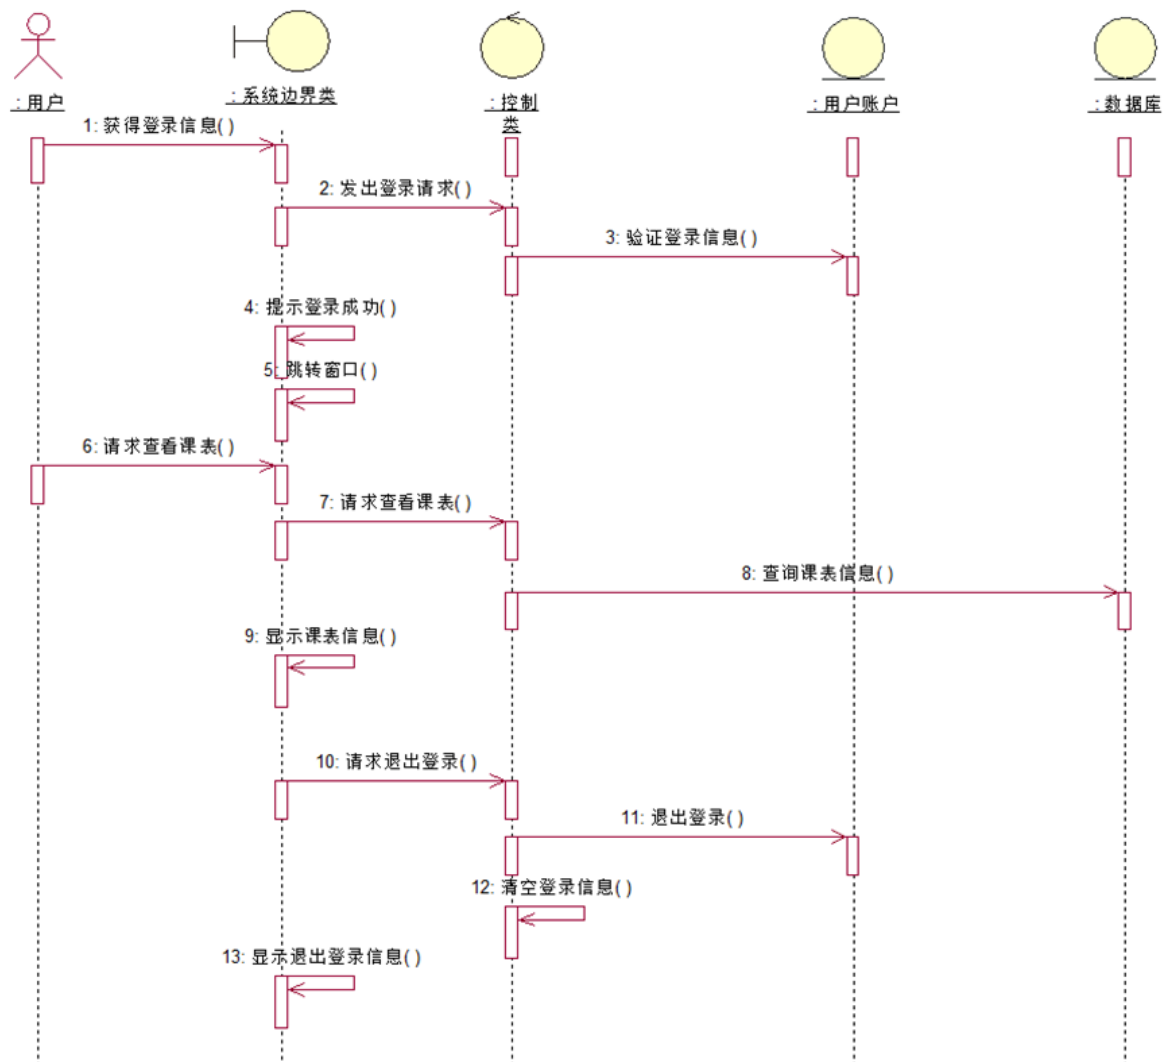 : 用户
: 系统边界类
: 控制
类
: 用户账户
: 数据库
1: 获得登录信息( )
2: 发出登录请求( )
3: 验证登录信息( )
4: 提示登录成功( )
5: 跳转窗口( )
6: 请求查看课表( )
7: 请求查看课表( )
8: 查询课表信息( )
9: 显示课表信息( )
10: 请求退出登录( )
11: 退出登录( )
12: 清空登录信息( )
13: 显示退出登录信息( )